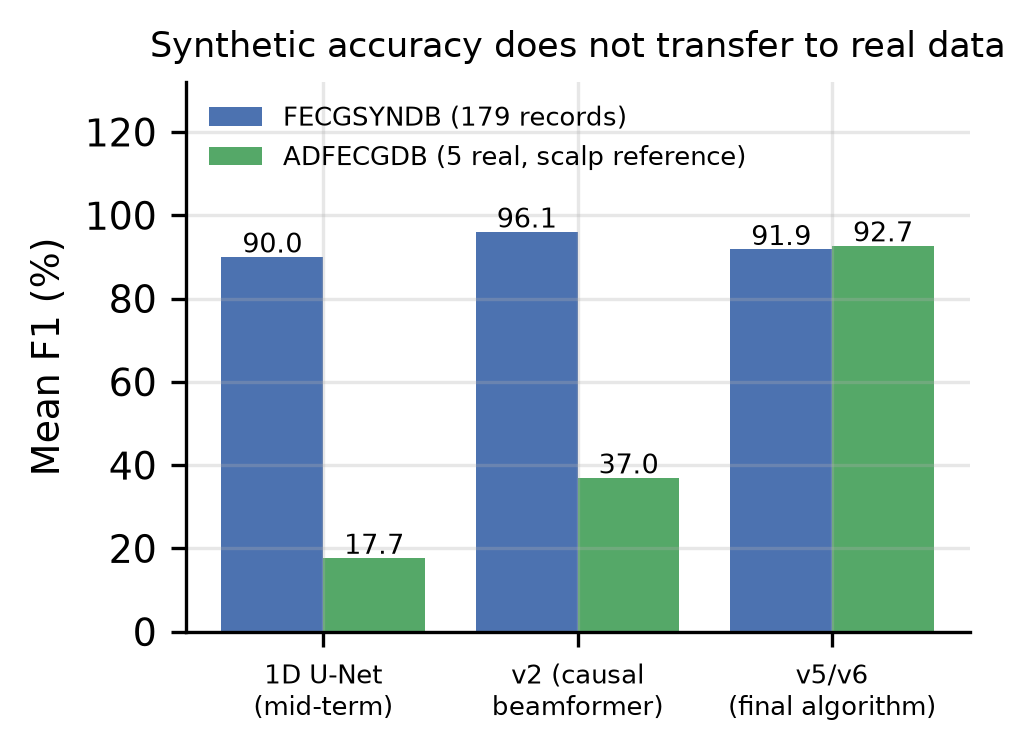 Synthetic accuracy does not transfer to real data
FECGSYNDB (179 records)
ADFECGDB (5 real, scalp reference)
Mean F1 (%)
120
100
80
60
40
20
0
90.0
17.7
96.1
37.0
91.9
92.7
1D U-Net
(mid-term)
v2 (causal
beamformer)
v5/v6
(final algorithm)